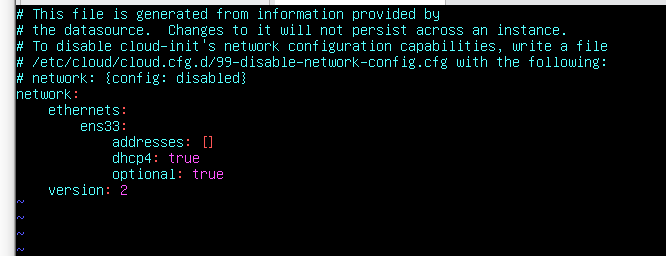 # This file is generated from information provided by
# the datasource.  Changes to it will not persist across an instance.
# To disable cloud-init's network configuration capabilities, write a file
# /etc/cloud/cloud.cfg.d/99-disable-network-config.cfg with the following:
# network: {config: disabled}
network:
    ethernets:
        ens33:
            addresses: []
            dhcp4: true
            optional: true
    version: 2
~
~
~
~